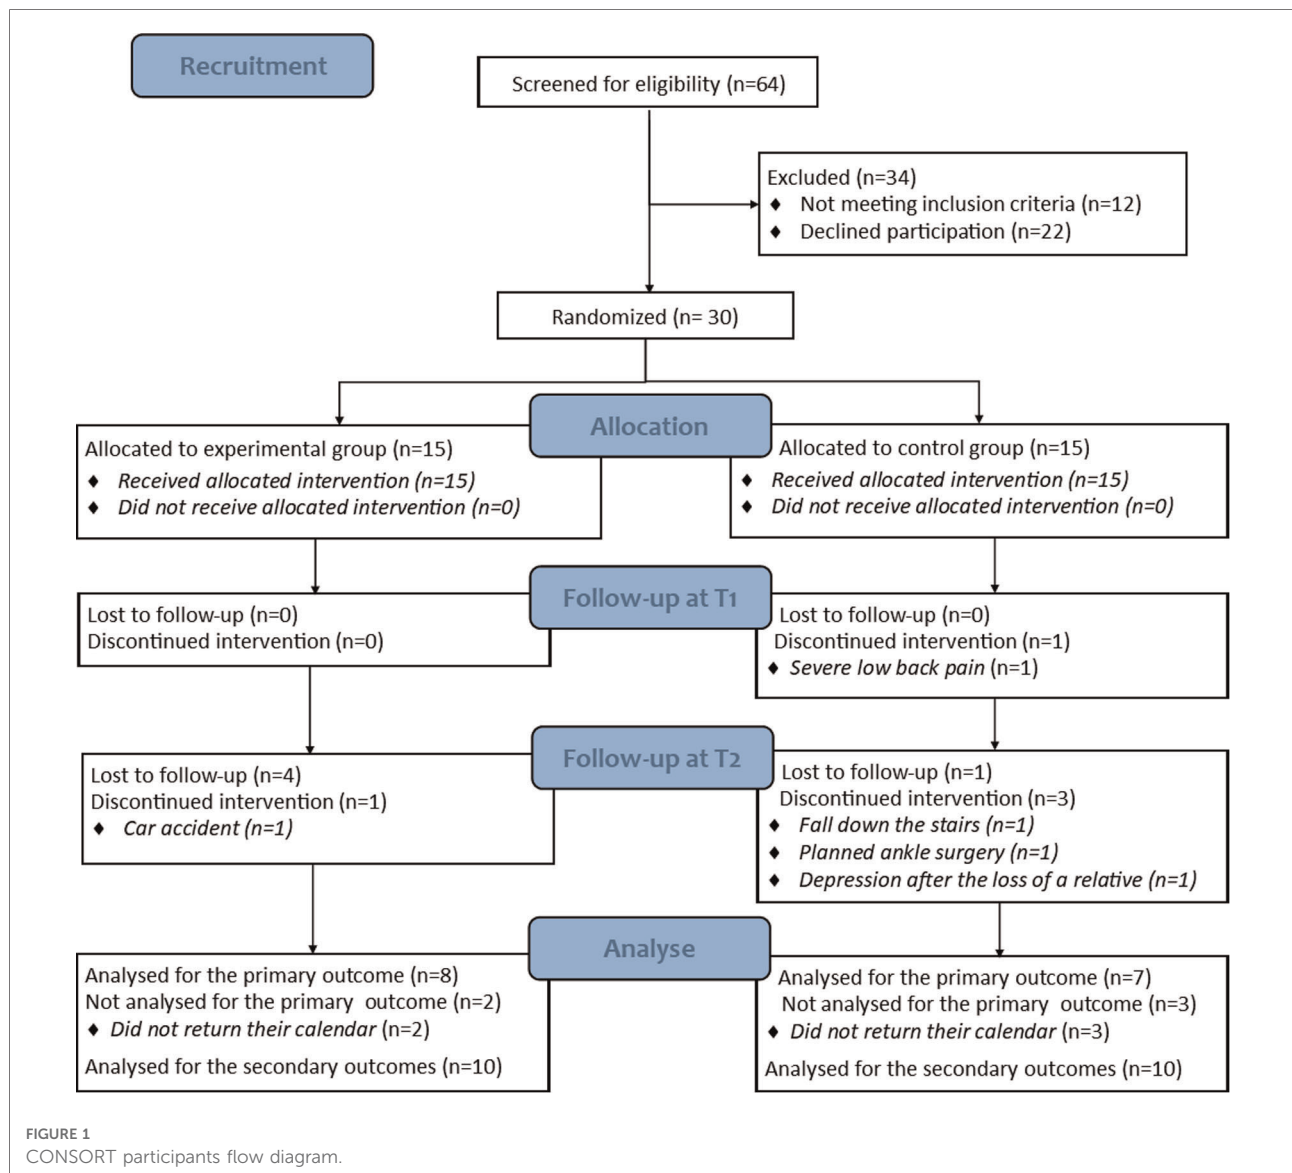 Recruitment
Screened for eligibility (n=64)
Excluded (n=34)
♦ Not meeting inclusion criteria (n=12)
♦ Declined participation (n=22)
Randomized (n= 30)
Allocation
Allocated to experimental group (n=15)
♦ Received allocated intervention (n=15)
♦ Did not receive allocated intervention (n=0)
Allocated to control group (n=15)
♦ Received allocated intervention (n=15)
♦ Did not receive allocated intervention (n=0)
Follow-up at T1
Lost to follow-up (n=0)
Discontinued intervention (n=0)
Lost to follow-up (n=0)
Discontinued intervention (n=1)
♦ Severe low back pain (n=1)
Follow-up at T2
Lost to follow-up (n=4)
Discontinued intervention (n=1)
♦ Car accident (n=1)
Lost to follow-up (n=1)
Discontinued intervention (n=3)
♦ Fall down the stairs (n=1)
♦ Planned ankle surgery (n=1)
♦ Depression after the loss of a relative (n=1)
Analyse
Analysed for the primary outcome (n=8)
Not analysed for the primary outcome (n=2)
♦ Did not return their calendar (n=2)
Analysed for the secondary outcomes (n=10)
Analysed for the primary outcome (n=7)
Not analysed for the primary outcome (n=3)
♦ Did not return their calendar (n=3)
Analysed for the secondary outcomes (n=10)
FIGURE 1
CONSORT participants flow diagram.